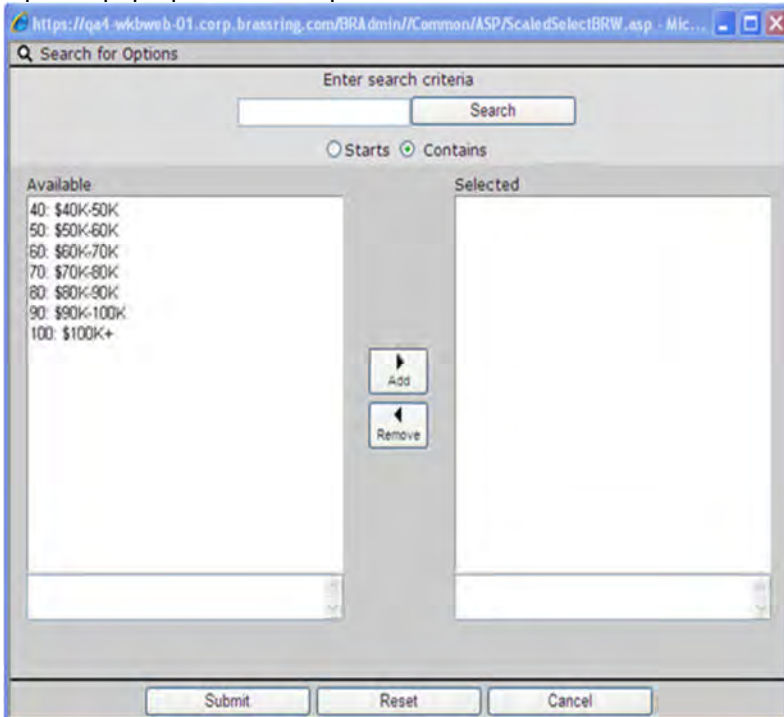 https://qa4-wkbweb-01.corp.brassring.com/BRAdmin//Common/ASP/ScaledSelectBRW.asp - Mic...
Search for Options
Enter search criteria
Search
Starts Contains
Available Selected
40: $40K-50K
50: $50K-60K
60: $60K-70K
70: $70K-80K
80: $80K-90K
90: $90K-100K
100: $100K+
Add
Remove
Submit Reset Cancel